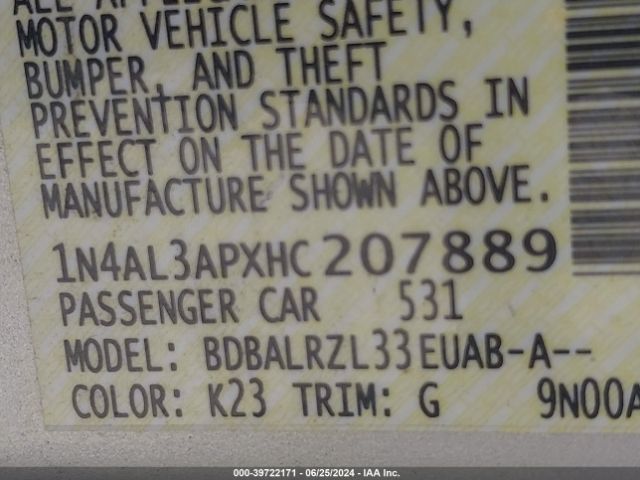 MOTOR VEHICLE SAFETY,
BUMPER, AND THEFT
PREVENTION STANDARDS IN
EFFECT ON THE DATE OF
MANUFACTURE SHOWN ABOVE.
1N4AL3APXHC207889
PASSENGER CAR 531
MODEL: BDBALRZL33EUAB-A--
COLOR: K23 TRIM: G 9N00A
000-39722171 - 06/25/2024 - IAA Inc.